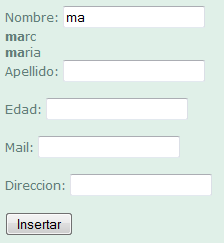 Nombre: ma
marc
maria
Apellido:
Edad:
Mail:
Direccion:
Insertar